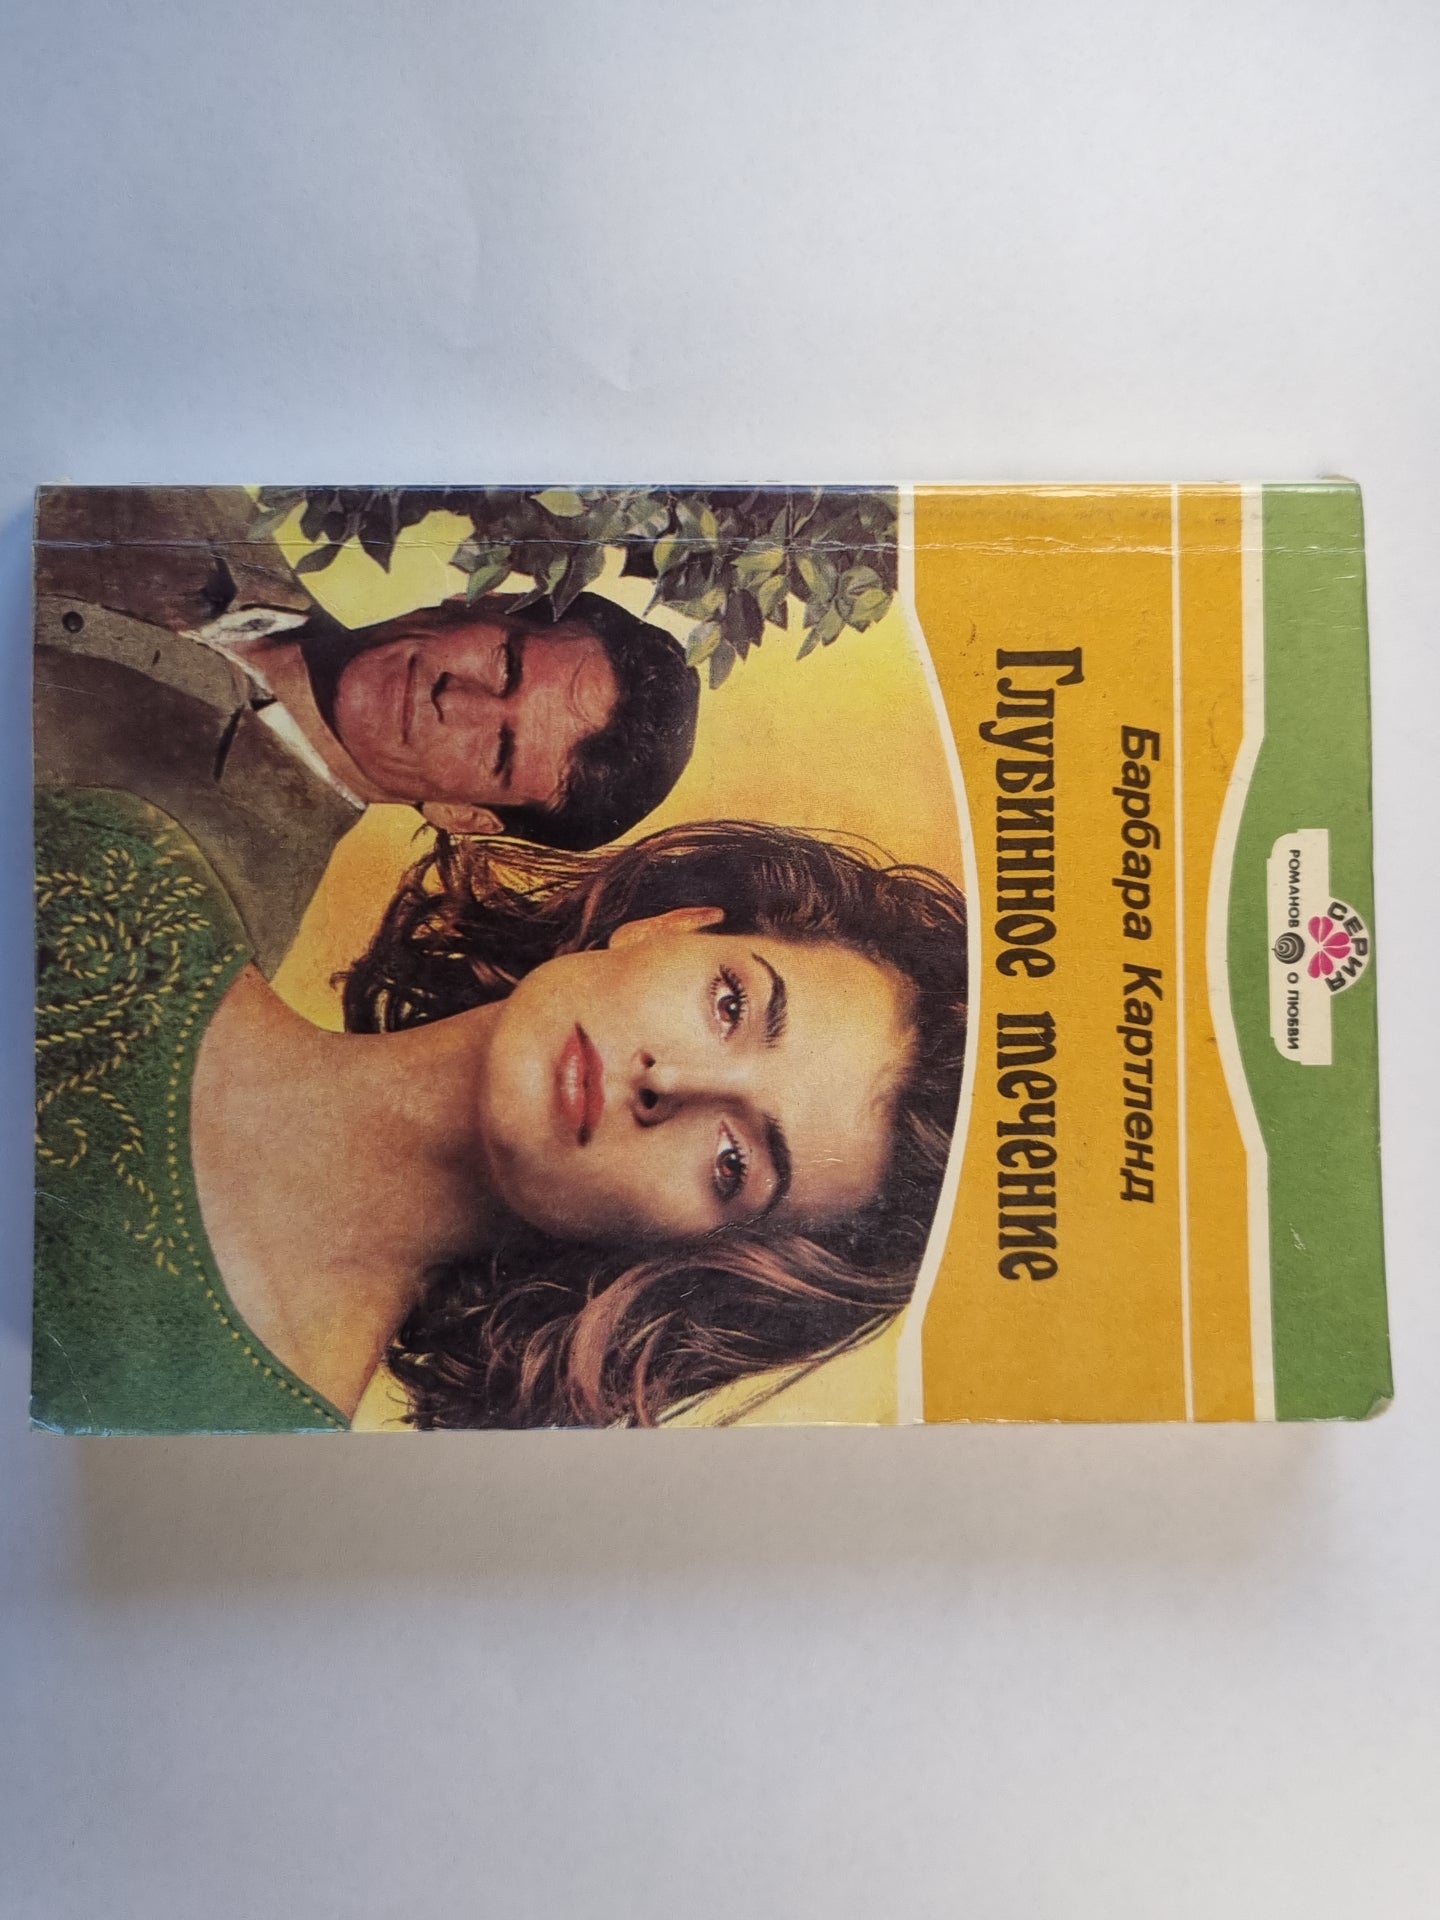 СЕРИЯ
РОМАНОВ О ЛЮБВИ
Барбара Картленд
Глубинное течение